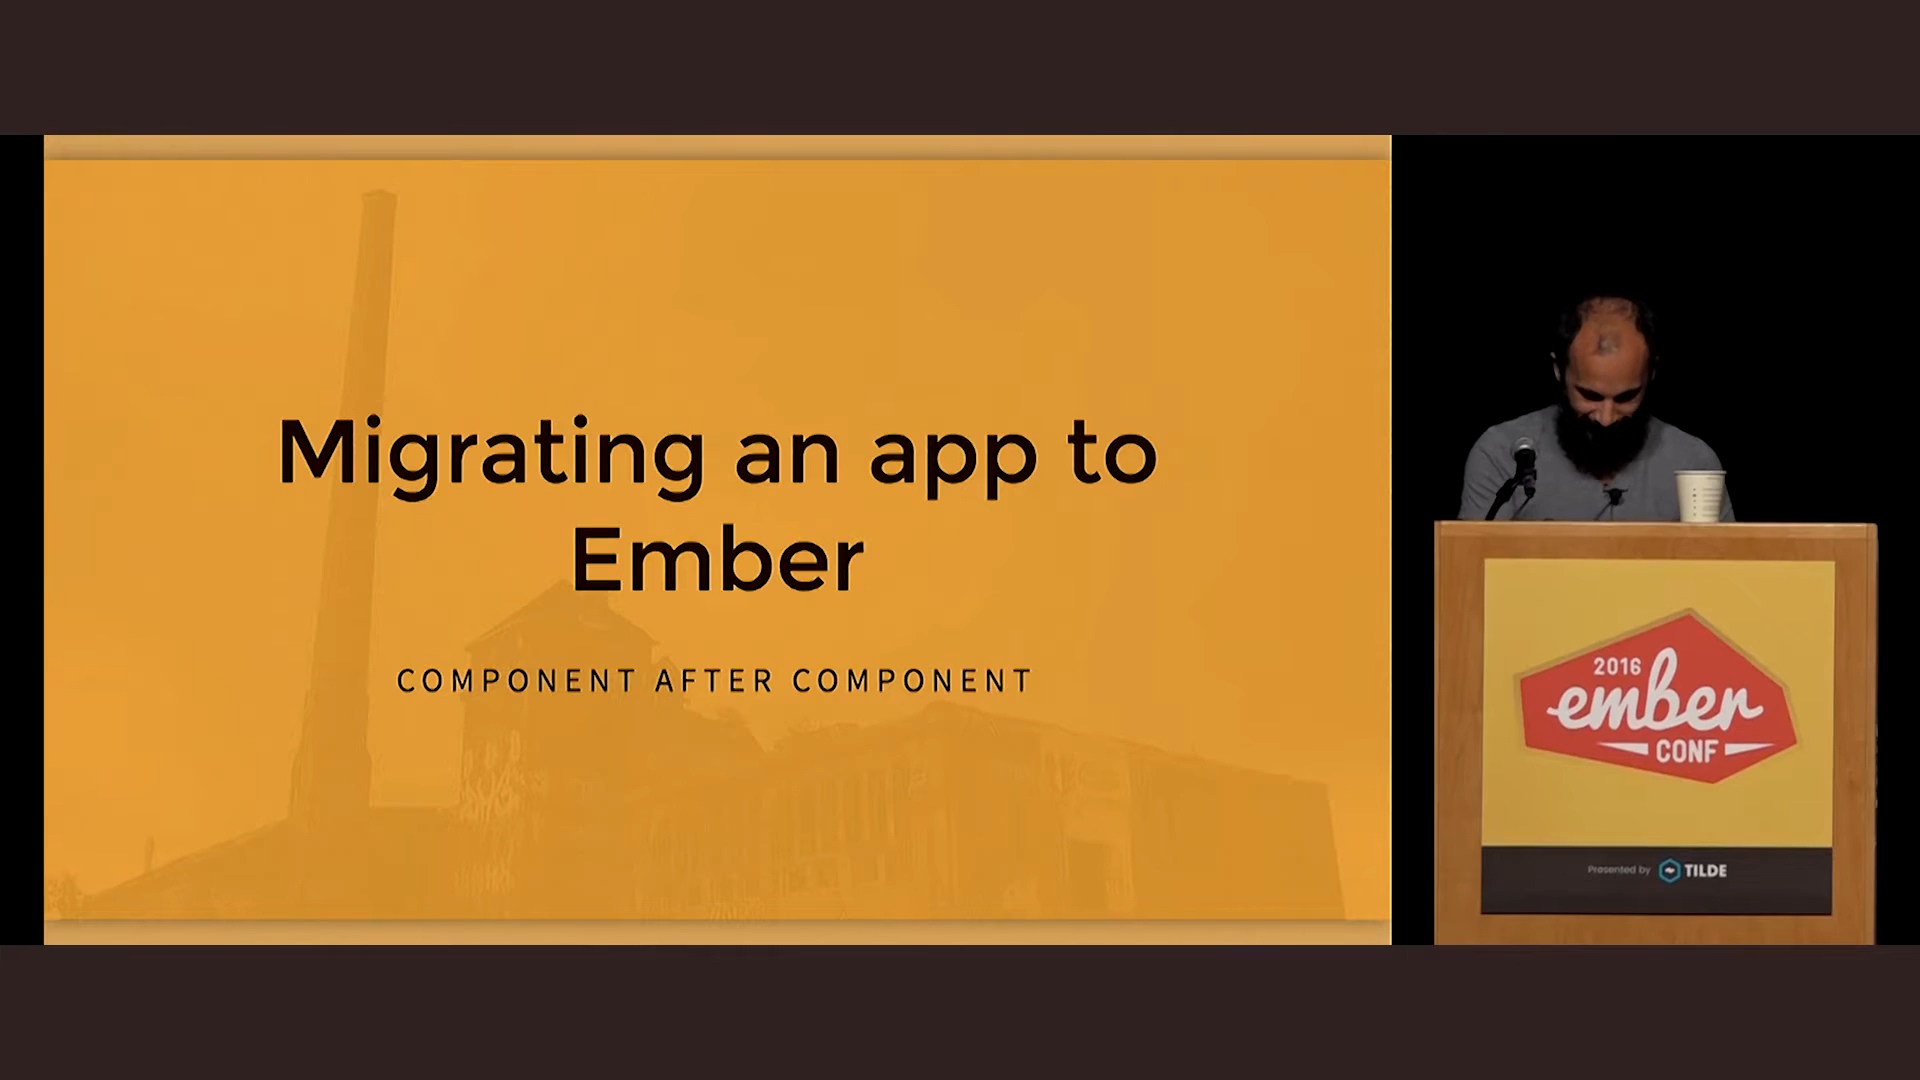 Migrating an app to
Ember
COMPONENT AFTER COMPONENT
2016
ember
CONF
Presented by TILDE